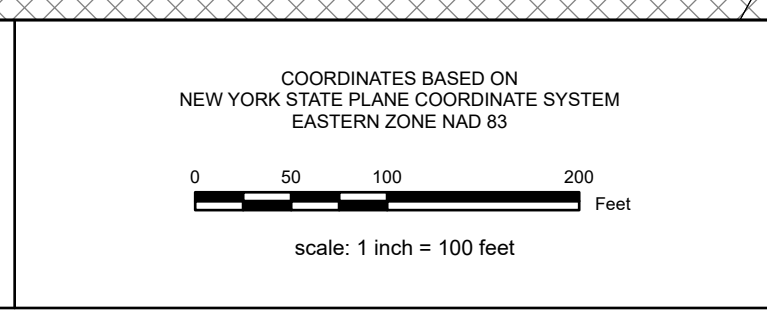 COORDINATES BASED ON
NEW YORK STATE PLANE COORDINATE SYSTEM
EASTERN ZONE NAD 83
0 50 100 200
Feet
scale: 1 inch = 100 feet